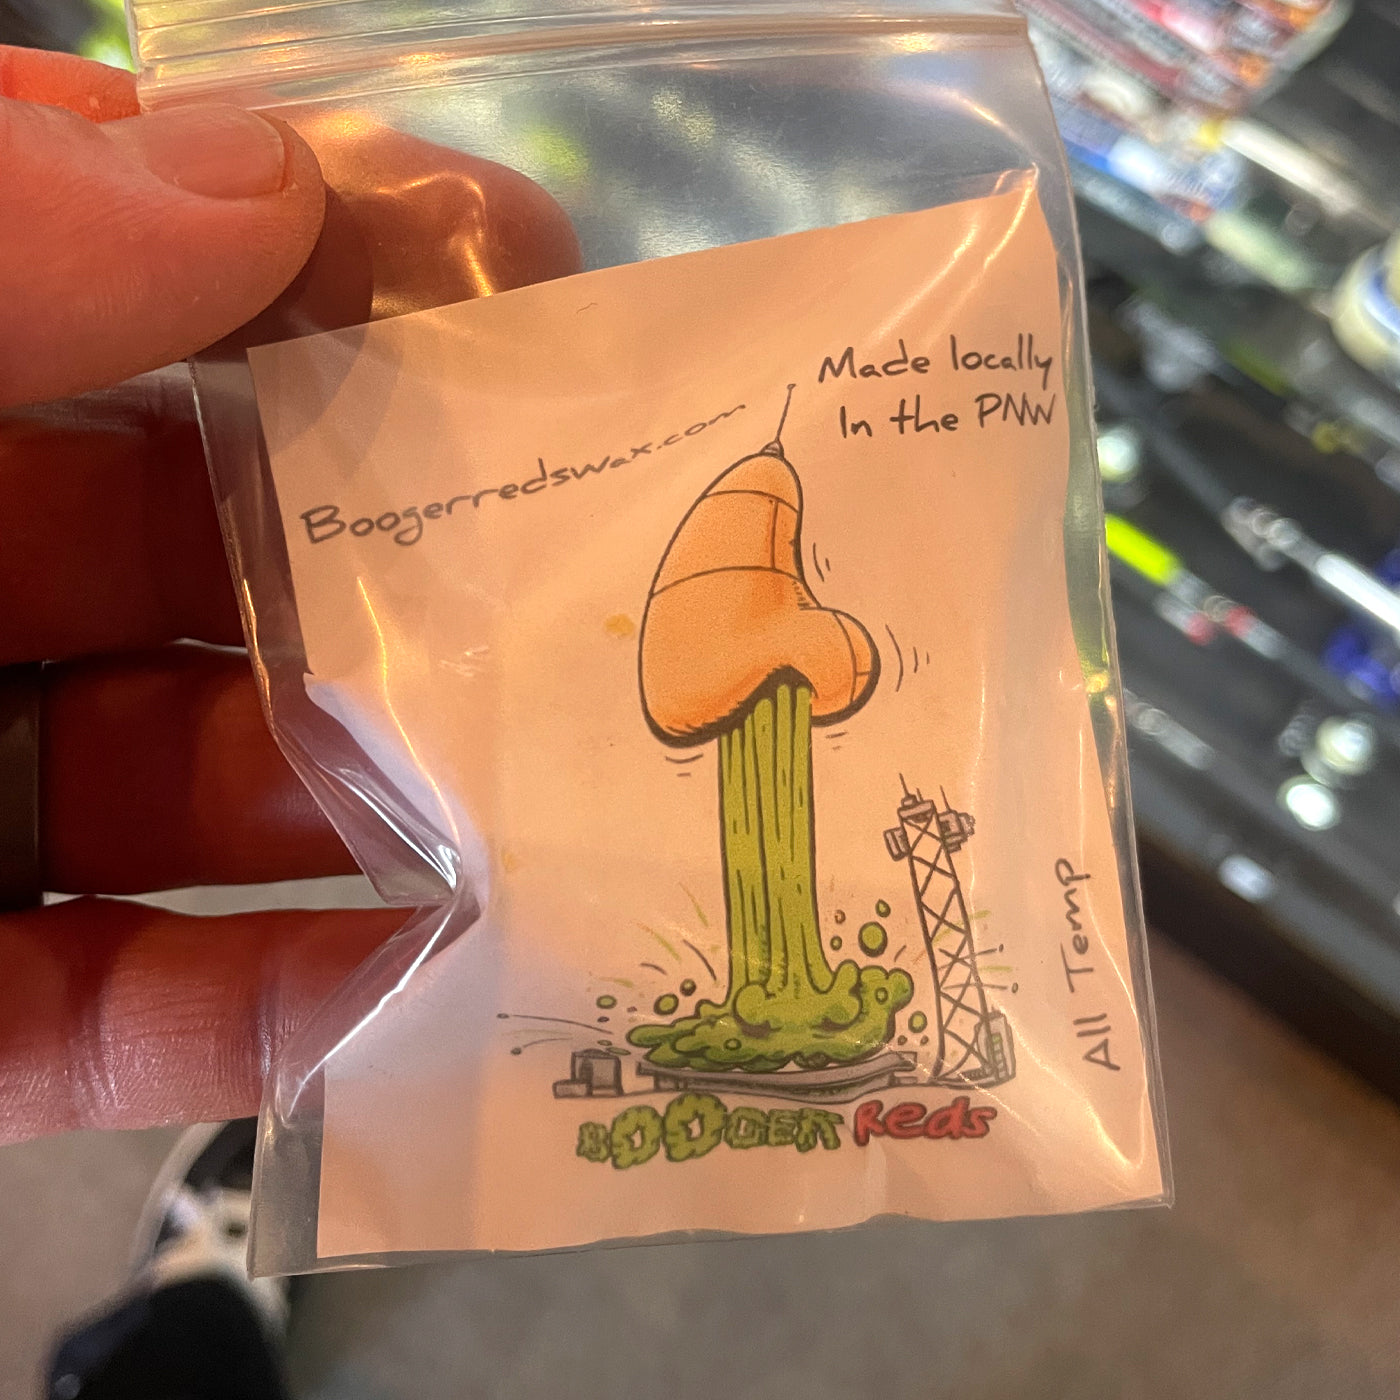 Made locally
In the PNW
Boogerredswax.com
All Temp
BOOGER Reds